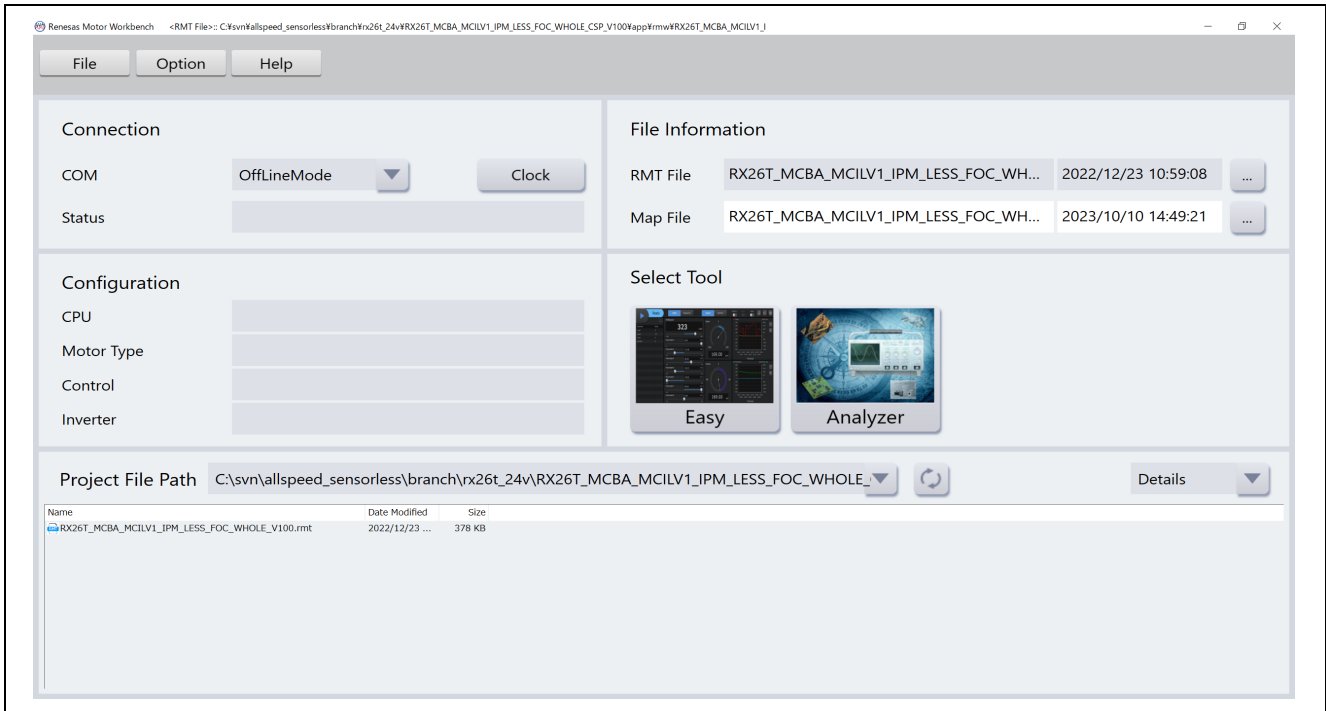 Renesas Motor Workbench <RMT File>:: C:¥svn¥allspeed_sensorless¥branch¥rx26t_24v¥RX26T_MCBA_MCILV1_IPM_LESS_FOC_WHOLE_CSP_V100¥app¥rmw¥RX26T_MCBA_MCILV1_I
File Option Help
Connection
COM OffLineMode Clock
Status
File Information
RMT File RX26T_MCBA_MCILV1_IPM_LESS_FOC_WH... 2022/12/23 10:59:08 ...
Map File RX26T_MCBA_MCILV1_IPM_LESS_FOC_WH... 2023/10/10 14:49:21 ...
Configuration
CPU
Motor Type
Control
Inverter
Select Tool
323
Easy Analyzer
Project File Path C:\svn\allspeed_sensorless\branch\rx26t_24v\RX26T_MCBA_MCILV1_IPM_LESS_FOC_WHOLE_ Details
Name Date Modified Size
RX26T_MCBA_MCILV1_IPM_LESS_FOC_WHOLE_V100.rmt 2022/12/23 ... 378 KB